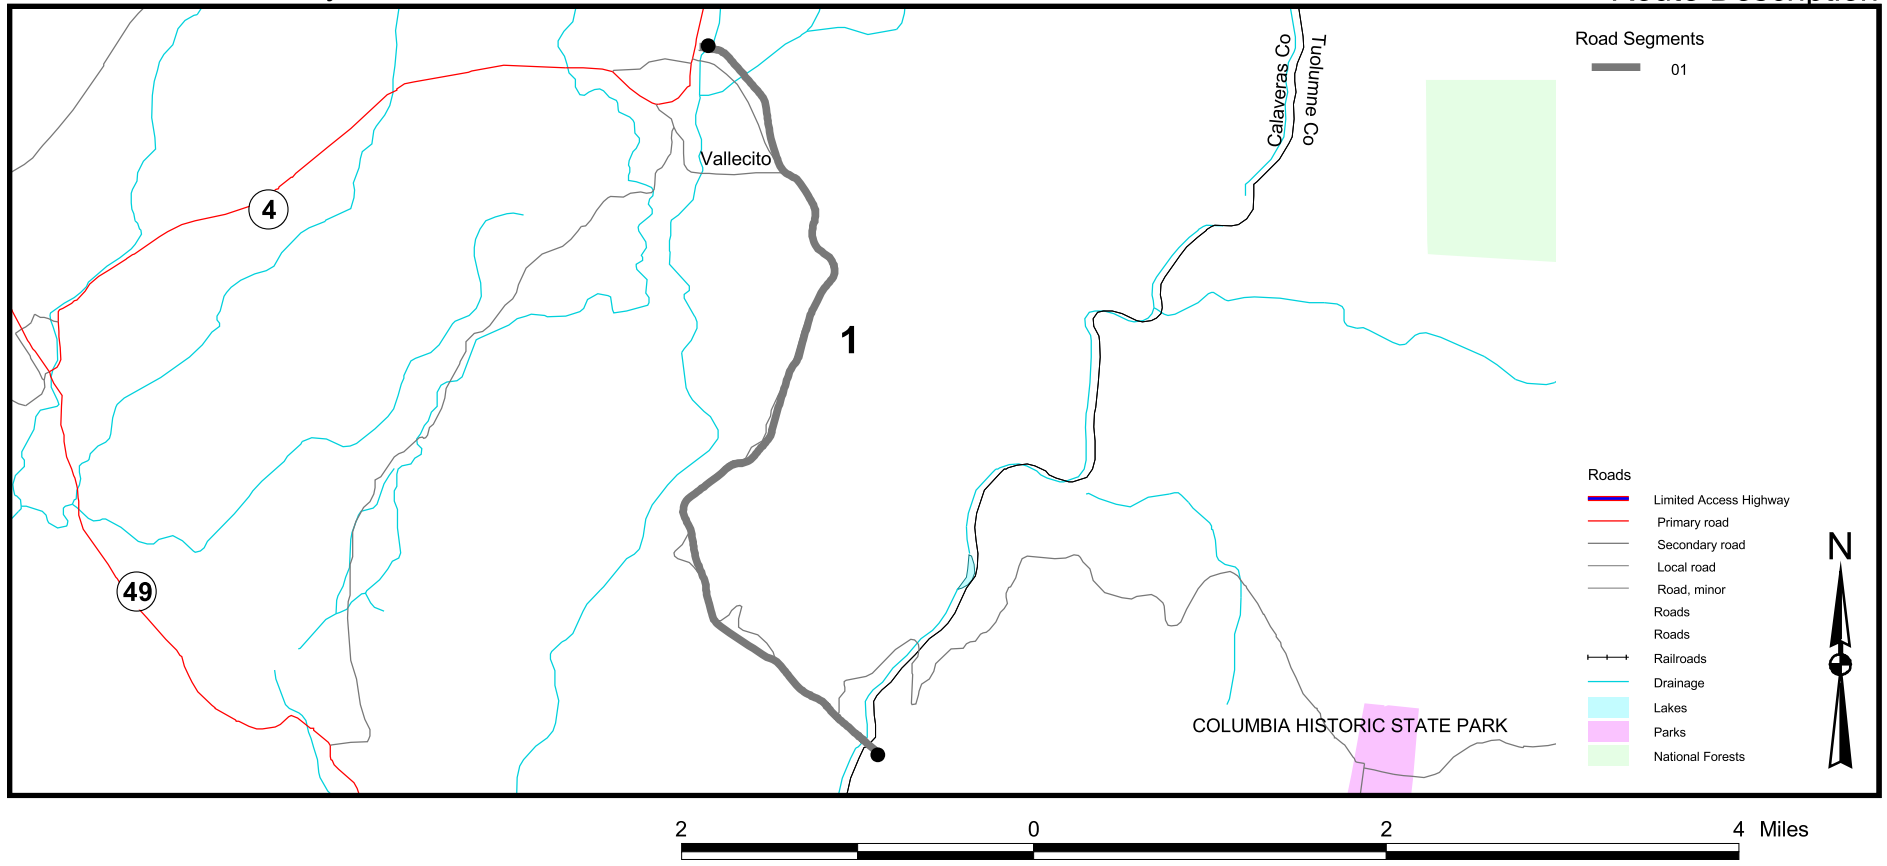 Route Description
Road Segments
01
Calaveras Co
Tuolumne Co
Vallecito
4
1
49
COLUMBIA HISTORIC STATE PARK
Roads
Limited Access Highway
Primary road
Secondary road
Local road
Road, minor
Roads
Roads
Railroads
Drainage
Lakes
Parks
National Forests
N
2 0 2 4 Miles